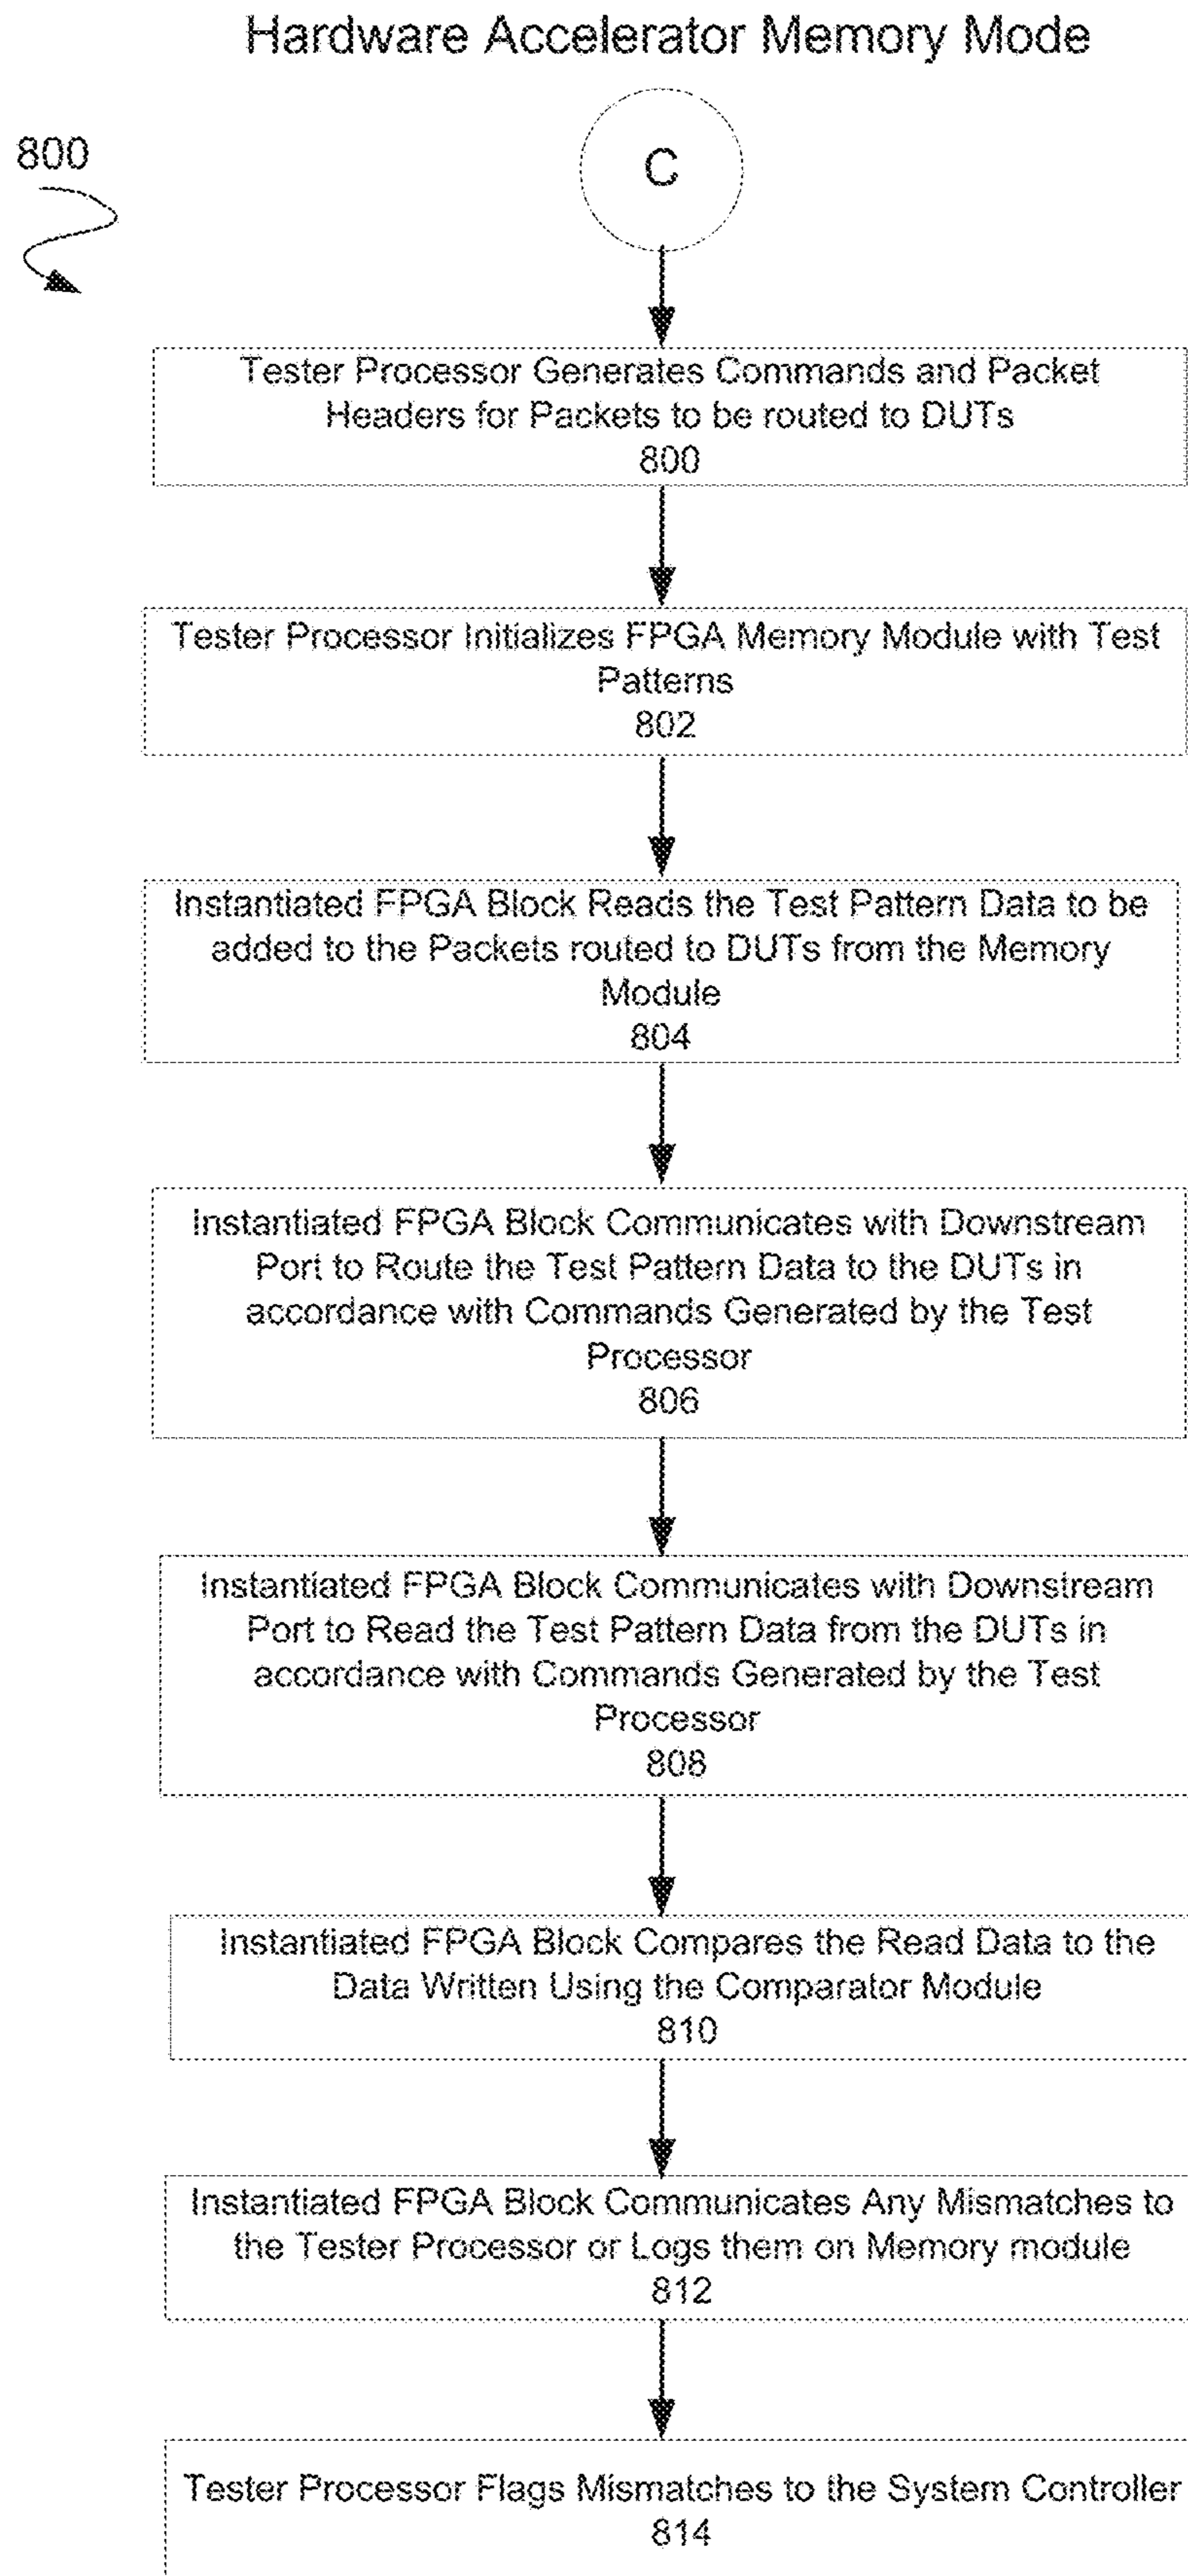 Hardware Accelerator Memory Mode
800
C
Tester Processor Generates Commands and Packet
Headers for Packets to be routed to DUTs
800
Tester Processor Initializes FPGA Memory Module with Test
Patterns
802
Instantiated FPGA Block Reads the Test Pattern Data to be
added to the Packets routed to DUTs from the Memory
Module
804
Instantiated FPGA Block Communicates with Downstream
Port to Route the Test Pattern Data to the DUTs in
accordance with Commands Generated by the Test
Processor
806
Instantiated FPGA Block Communicates with Downstream
Port to Read the Test Pattern Data from the DUTs in
accordance with Commands Generated by the Test
Processor
808
Instantiated FPGA Block Compares the Read Data to the
Data Written Using the Comparator Module
810
Instantiated FPGA Block Communicates Any Mismatches to
the Tester Processor or Logs them on Memory module
812
Tester Processor Flags Mismatches to the System Controller
814